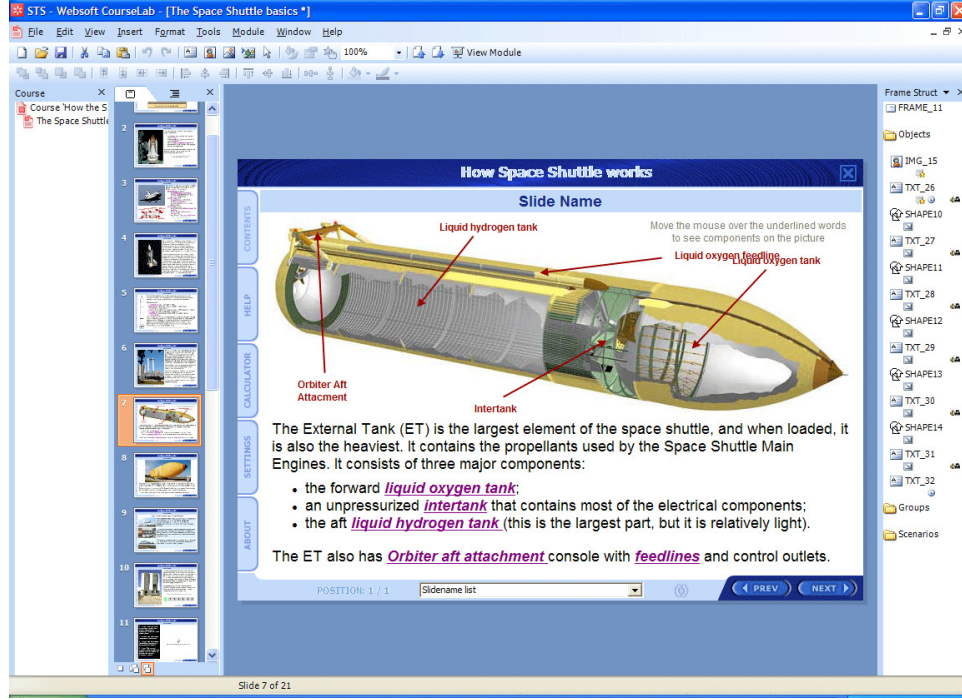 STS - Websoft CourseLab - [The Space Shuttle basics *]
File Edit View Insert Format Tools Module Window Help
100% View Module
Course
Course 'How the S
The Space Shuttle
2
3
4
5
6
7
8
9
10
11
How Space Shuttle works
Slide Name
CONTENTS
HELP
CALCULATOR
SETTINGS
ABOUT
Liquid hydrogen tank
Move the mouse over the underlined words
to see components on the picture
Liquid oxygen feedline
Liquid oxygen tank
Orbiter Aft
Attacment
Intertank
The External Tank (ET) is the largest element of the space shuttle, and when loaded, it
is also the heaviest. It contains the propellants used by the Space Shuttle Main
Engines. It consists of three major components:
• the forward liquid oxygen tank;
• an unpressurized intertank that contains most of the electrical components;
• the aft liquid hydrogen tank (this is the largest part, but it is relatively light).
The ET also has Orbiter aft attachment console with feedlines and control outlets.
POSITION: 1 / 1 Slidename list PREV NEXT
Frame Struct
FRAME_11
Objects
IMG_15
TXT_26
SHAPE10
TXT_27
SHAPE11
TXT_28
SHAPE12
TXT_29
SHAPE13
TXT_30
SHAPE14
TXT_31
TXT_32
Groups
Scenarios
Slide 7 of 21